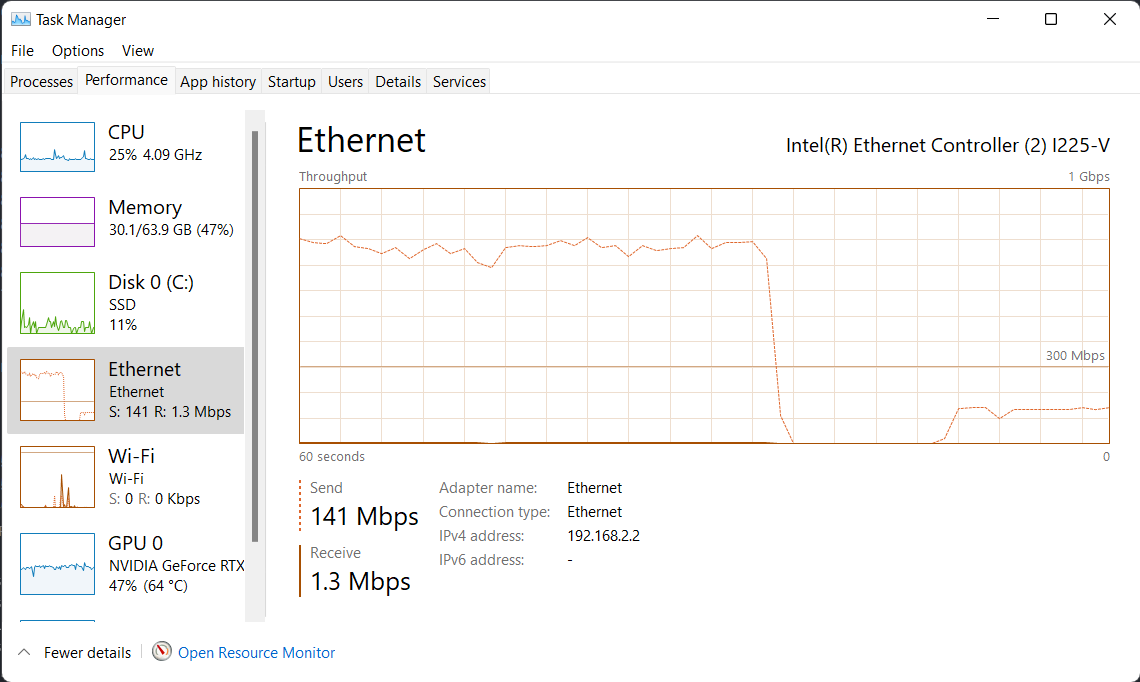 Task Manager
File Options View
Processes Performance App history Startup Users Details Services
CPU
25% 4.09 GHz
Memory
30.1/63.9 GB (47%)
Disk 0 (C:)
SSD
11%
Ethernet
Ethernet
S: 141 R: 1.3 Mbps
Wi-Fi
Wi-Fi
S: 0 R: 0 Kbps
GPU 0
NVIDIA GeForce RTX
47% (64 °C)
Ethernet
Intel(R) Ethernet Controller (2) I225-V
Throughput
1 Gbps
300 Mbps
60 seconds
0
Send
141 Mbps
Receive
1.3 Mbps
Adapter name: Ethernet
Connection type: Ethernet
IPv4 address: 192.168.2.2
IPv6 address: -
Fewer details
Open Resource Monitor